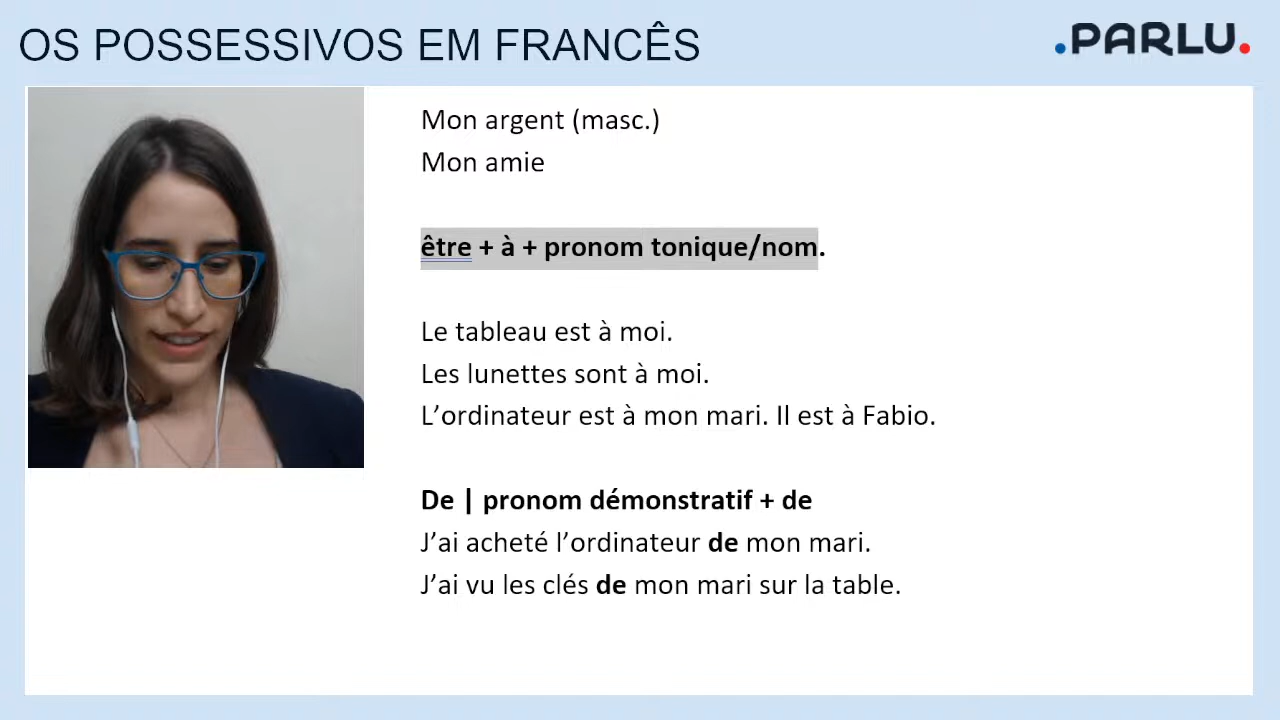 OS POSSESSIVOS EM FRANCÊS
.PARLU.
Mon argent (masc.)
Mon amie
être + à + pronom tonique/nom.
Le tableau est à moi.
Les lunettes sont à moi.
L’ordinateur est à mon mari. Il est à Fabio.
De | pronom démonstratif + de
J’ai acheté l’ordinateur de mon mari.
J’ai vu les clés de mon mari sur la table.